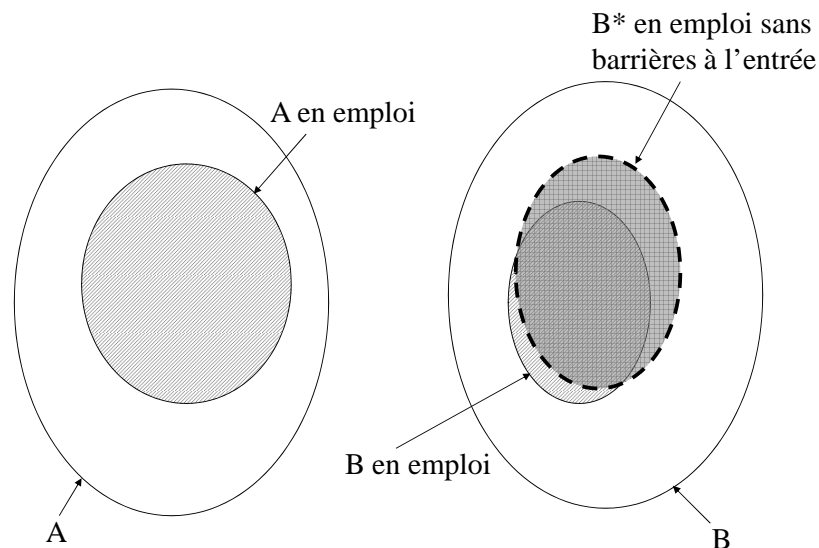 B* en emploi sans
barrières à l’entrée
A en emploi
B en emploi
A
B